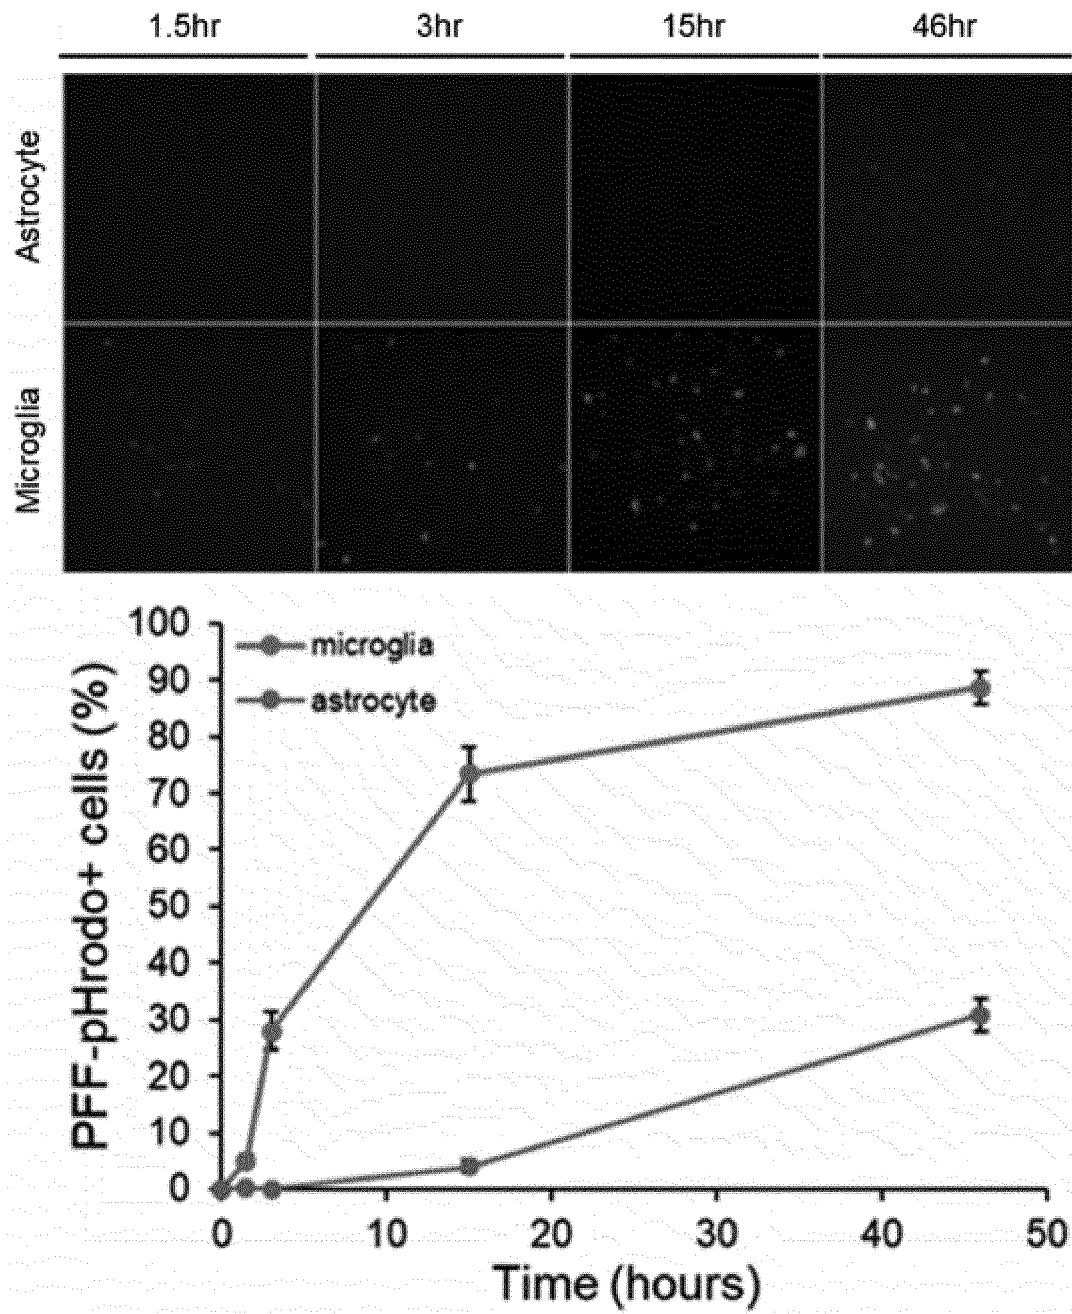 1.5hr 3hr 15hr 46hr
Astrocyte
Microglia
microglia
astrocyte
PFF-pHrodo+ cells (%)
100
90
80
70
60
50
40
30
20
10
0
0 10 20 30 40 50
Time (hours)